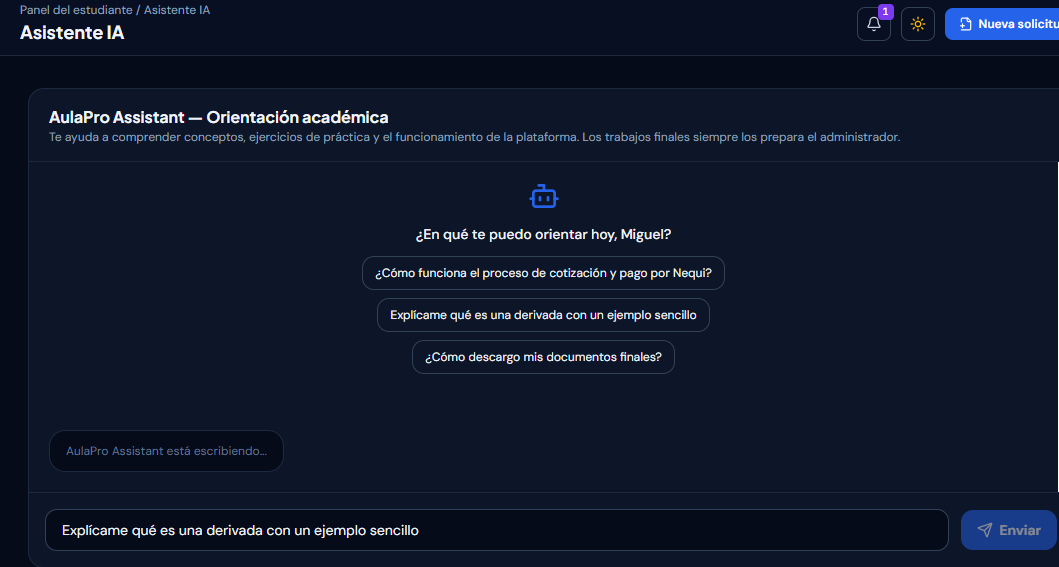 Panel del estudiante / Asistente IA
Asistente IA
1
Nueva solicitu
AulaPro Assistant — Orientación académica
Te ayuda a comprender conceptos, ejercicios de práctica y el funcionamiento de la plataforma. Los trabajos finales siempre los prepara el administrador.
¿En qué te puedo orientar hoy, Miguel?
¿Cómo funciona el proceso de cotización y pago por Nequi?
Explícame qué es una derivada con un ejemplo sencillo
¿Cómo descargo mis documentos finales?
AulaPro Assistant está escribiendo...
Explícame qué es una derivada con un ejemplo sencillo
Enviar